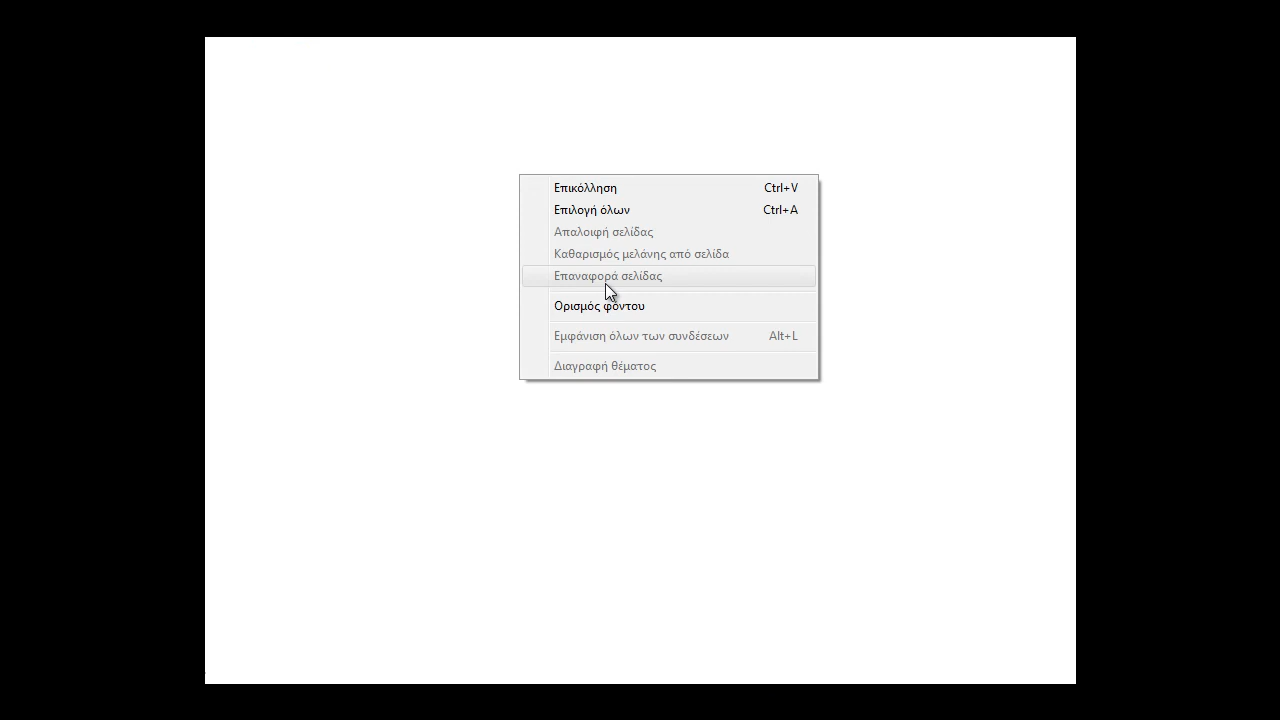 Επικόλληση Ctrl+V
Επιλογή όλων Ctrl+A
Απαλοιφή σελίδας
Καθαρισμός μελάνης από σελίδα
Επαναφορά σελίδας
Ορισμός φόντου
Εμφάνιση όλων των συνδέσεων Alt+L
Διαγραφή θέματος